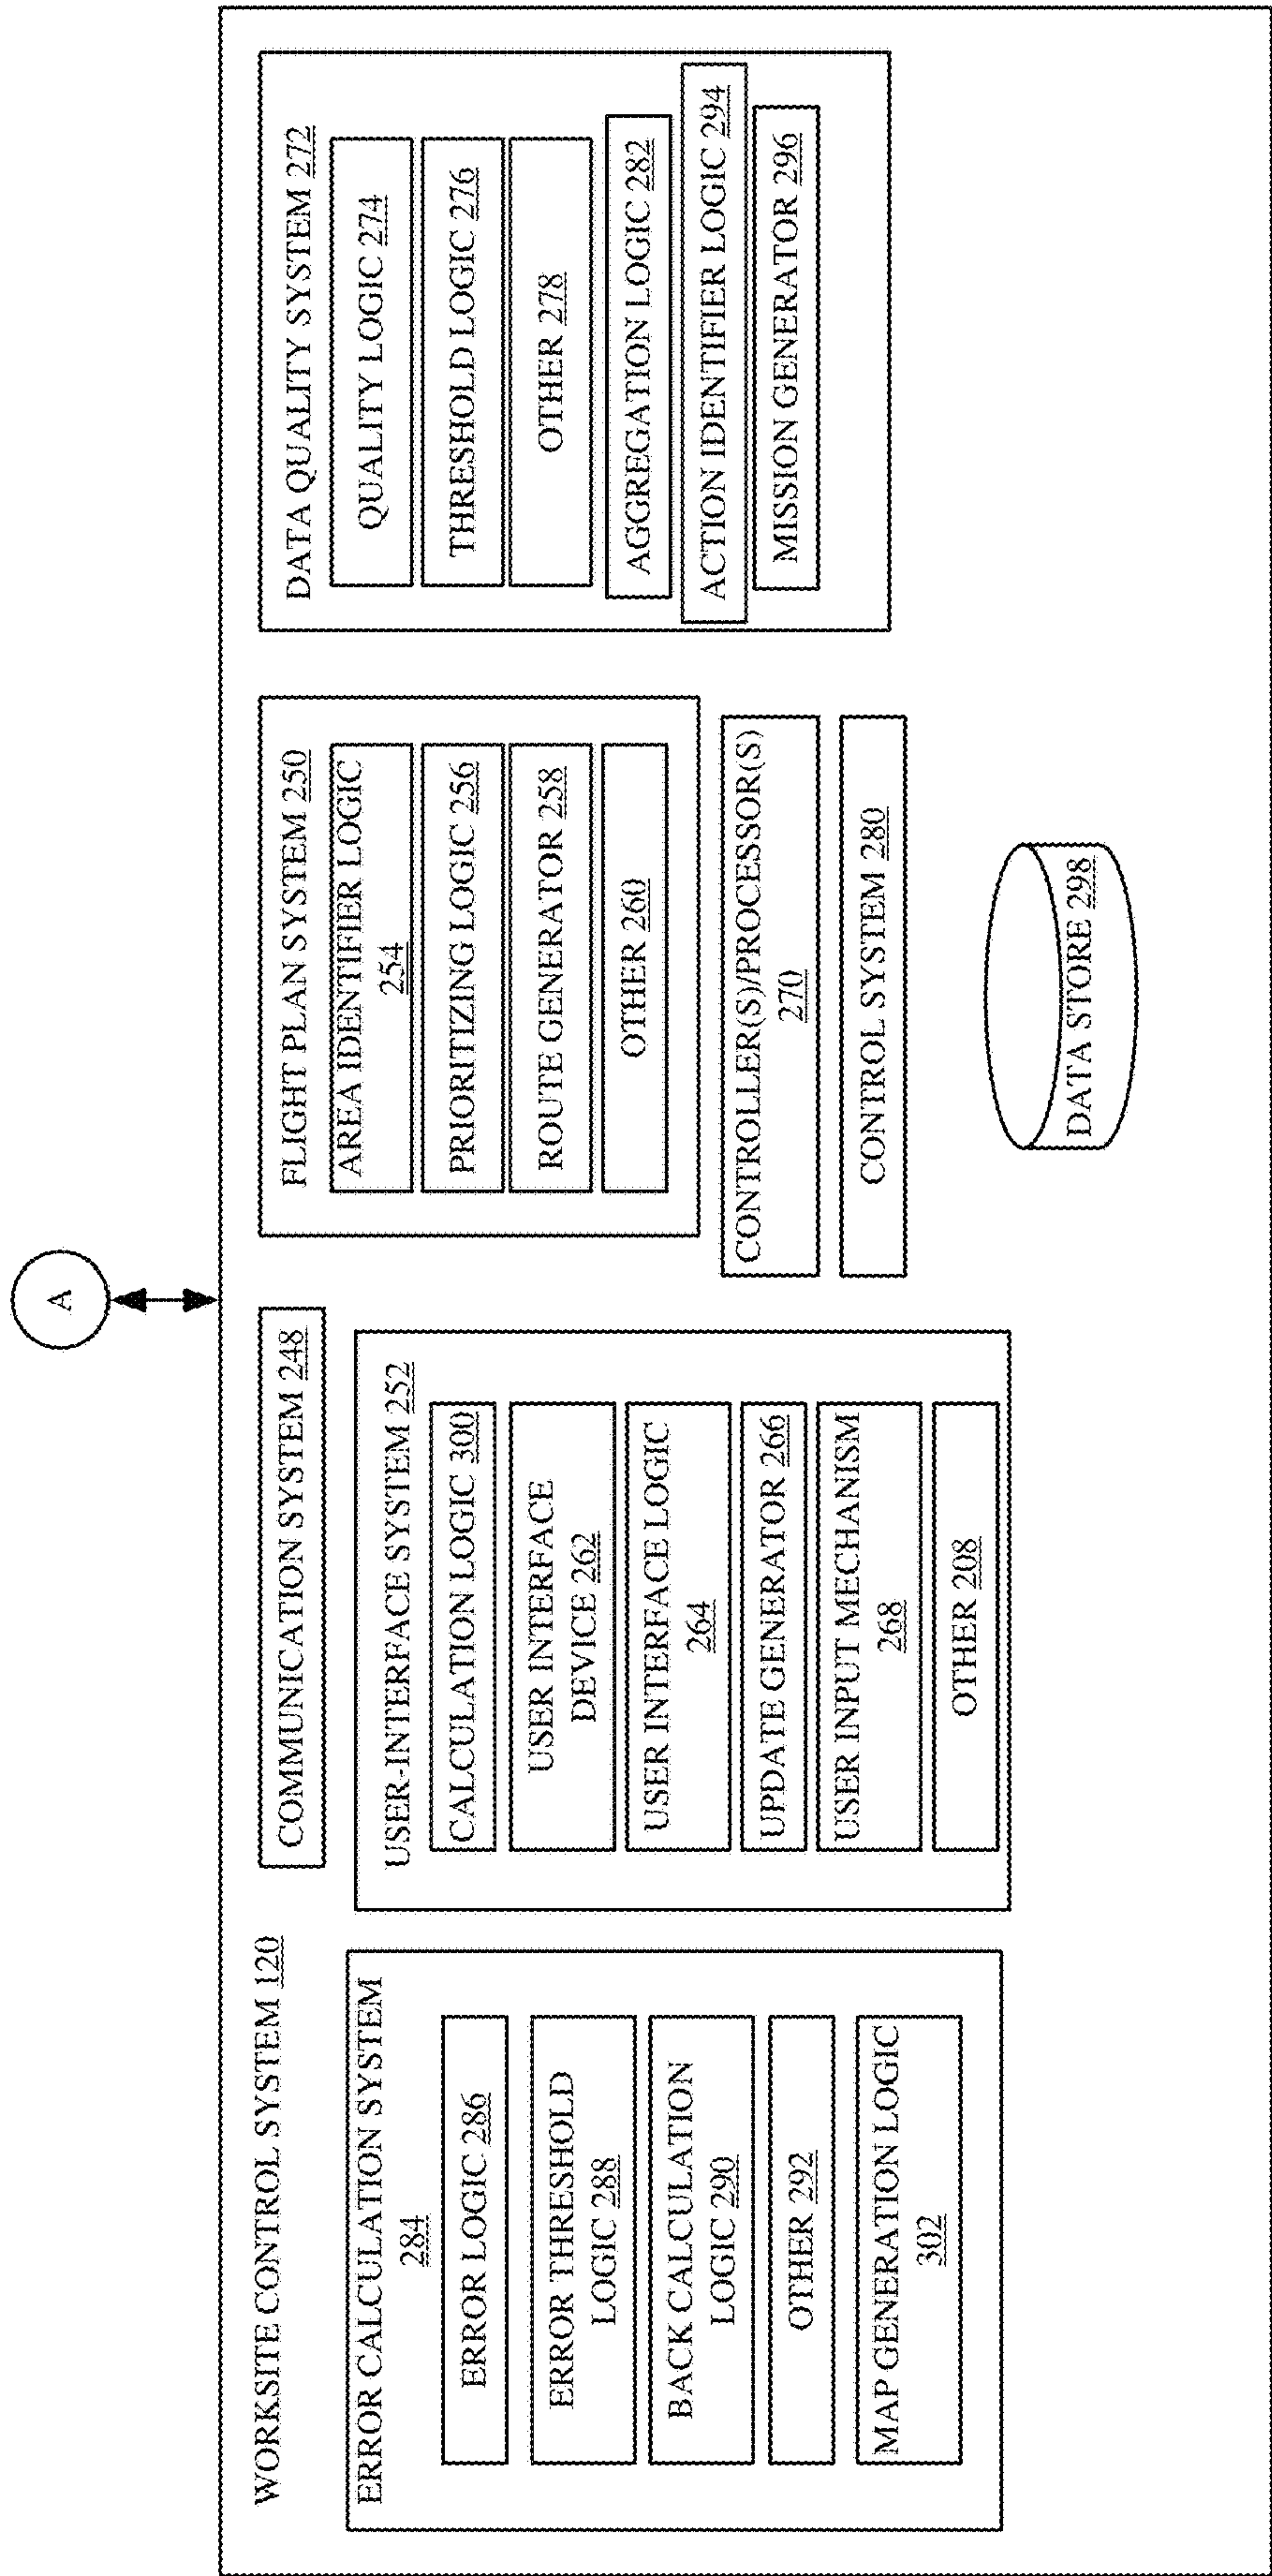 A
WORKSITE CONTROL SYSTEM 120
ERROR CALCULATION SYSTEM
284
ERROR LOGIC 286
ERROR THRESHOLD
LOGIC 288
BACK CALCULATION
LOGIC 290
OTHER 292
MAP GENERATION LOGIC
302
COMMUNICATION SYSTEM 248
USER-INTERFACE SYSTEM 252
CALCULATION LOGIC 300
USER INTERFACE
DEVICE 262
USER INTERFACE LOGIC
264
UPDATE GENERATOR 266
USER INPUT MECHANISM
268
OTHER 208
FLIGHT PLAN SYSTEM 250
AREA IDENTIFIER LOGIC
254
PRIORITIZING LOGIC 256
ROUTE GENERATOR 258
OTHER 260
CONTROLLER(S)/PROCESSOR(S)
270
CONTROL SYSTEM 280
DATA STORE 298
DATA QUALITY SYSTEM 272
QUALITY LOGIC 274
THRESHOLD LOGIC 276
OTHER 278
AGGREGATION LOGIC 282
ACTION IDENTIFIER LOGIC 294
MISSION GENERATOR 296